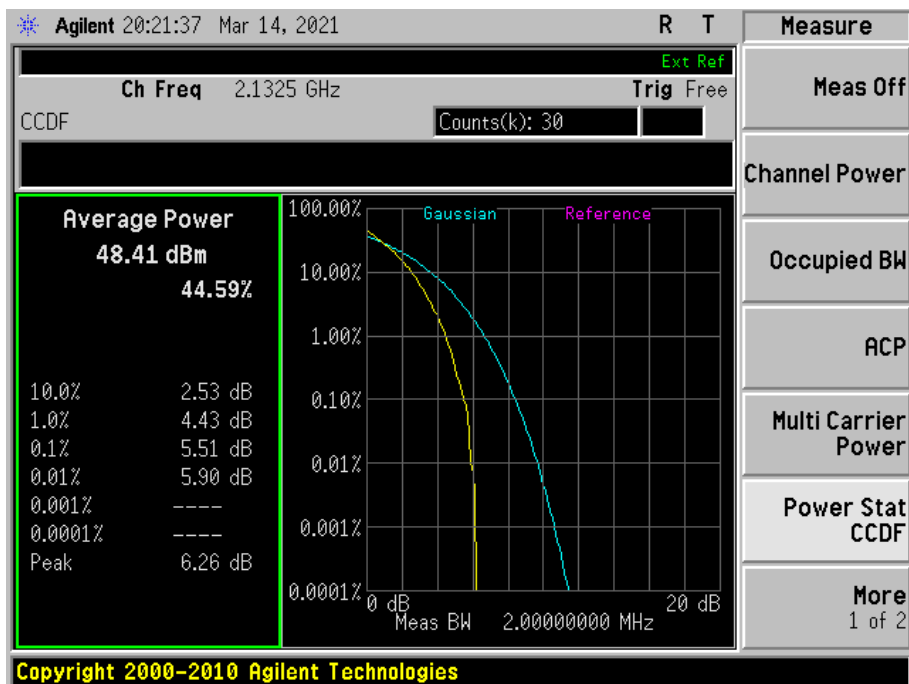 Agilent 20:21:37 Mar 14, 2021 R T
Ext Ref
Ch Freq 2.1325 GHz Trig Free
CCDF Counts(k): 30
Average Power
48.41 dBm
44.59%
10.0% 2.53 dB
1.0% 4.43 dB
0.1% 5.51 dB
0.01% 5.90 dB
0.001% ----
0.0001% ----
Peak 6.26 dB
Gaussian Reference
100.00%
10.00%
1.00%
0.10%
0.01%
0.001%
0.0001%
0 dB 20 dB
Meas BW 2.00000000 MHz
Measure
Meas Off
Channel Power
Occupied BW
ACP
Multi Carrier
Power
Power Stat
CCDF
More
1 of 2
Copyright 2000-2010 Agilent Technologies